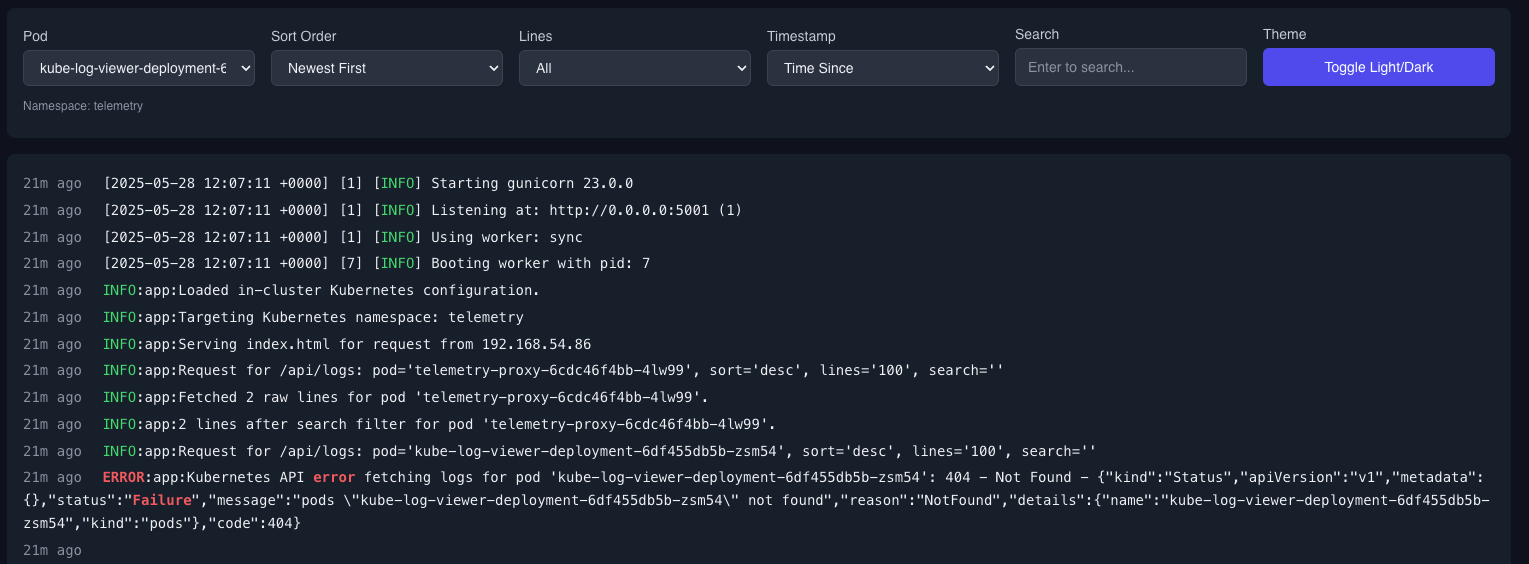 Pod
Sort Order
Lines
Timestamp
Search
Theme
kube-log-viewer-deployment-6
Newest First
All
Time Since
Enter to search...
Toggle Light/Dark
Namespace: telemetry
21m ago [2025-05-28 12:07:11 +0000] [1] [INFO] Starting gunicorn 23.0.0
21m ago [2025-05-28 12:07:11 +0000] [1] [INFO] Listening at: http://0.0.0.0:5001 (1)
21m ago [2025-05-28 12:07:11 +0000] [1] [INFO] Using worker: sync
21m ago [2025-05-28 12:07:11 +0000] [7] [INFO] Booting worker with pid: 7
21m ago INFO:app:Loaded in-cluster Kubernetes configuration.
21m ago INFO:app:Targeting Kubernetes namespace: telemetry
21m ago INFO:app:Serving index.html for request from 192.168.54.86
21m ago INFO:app:Request for /api/logs: pod='telemetry-proxy-6cdc46f4bb-4lw99', sort='desc', lines='100', search=''
21m ago INFO:app:Fetched 2 raw lines for pod 'telemetry-proxy-6cdc46f4bb-4lw99'.
21m ago INFO:app:2 lines after search filter for pod 'telemetry-proxy-6cdc46f4bb-4lw99'.
21m ago INFO:app:Request for /api/logs: pod='kube-log-viewer-deployment-6df455db5b-zsm54', sort='desc', lines='100', search=''
21m ago ERROR:app:Kubernetes API error fetching logs for pod 'kube-log-viewer-deployment-6df455db5b-zsm54': 404 - Not Found - {"kind":"Status","apiVersion":"v1","metadata":
{},"status":"Failure","message":"pods \"kube-log-viewer-deployment-6df455db5b-zsm54\" not found","reason":"NotFound","details":{"name":"kube-log-viewer-deployment-6df455db5b-
zsm54","kind":"pods"},"code":404}
21m ago